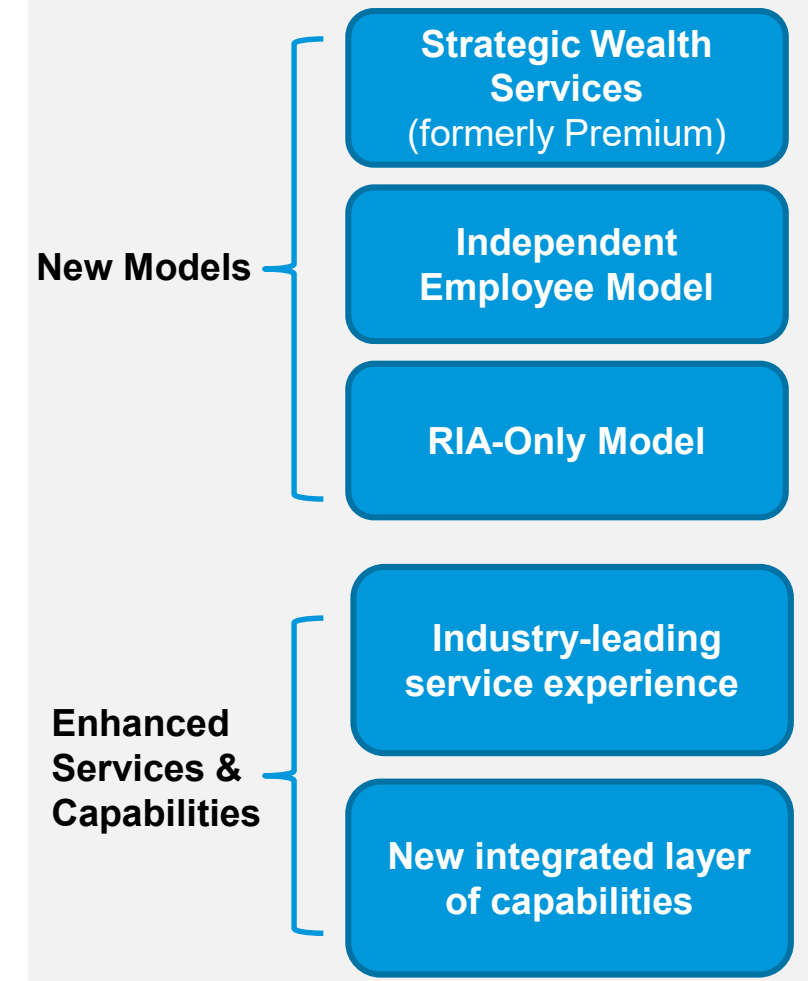 New Models
Strategic Wealth
Services
(formerly Premium)
Independent
Employee Model
RIA-Only Model
Enhanced
Services &
Capabilities
Industry-leading
service experience
New integrated layer
of capabilities